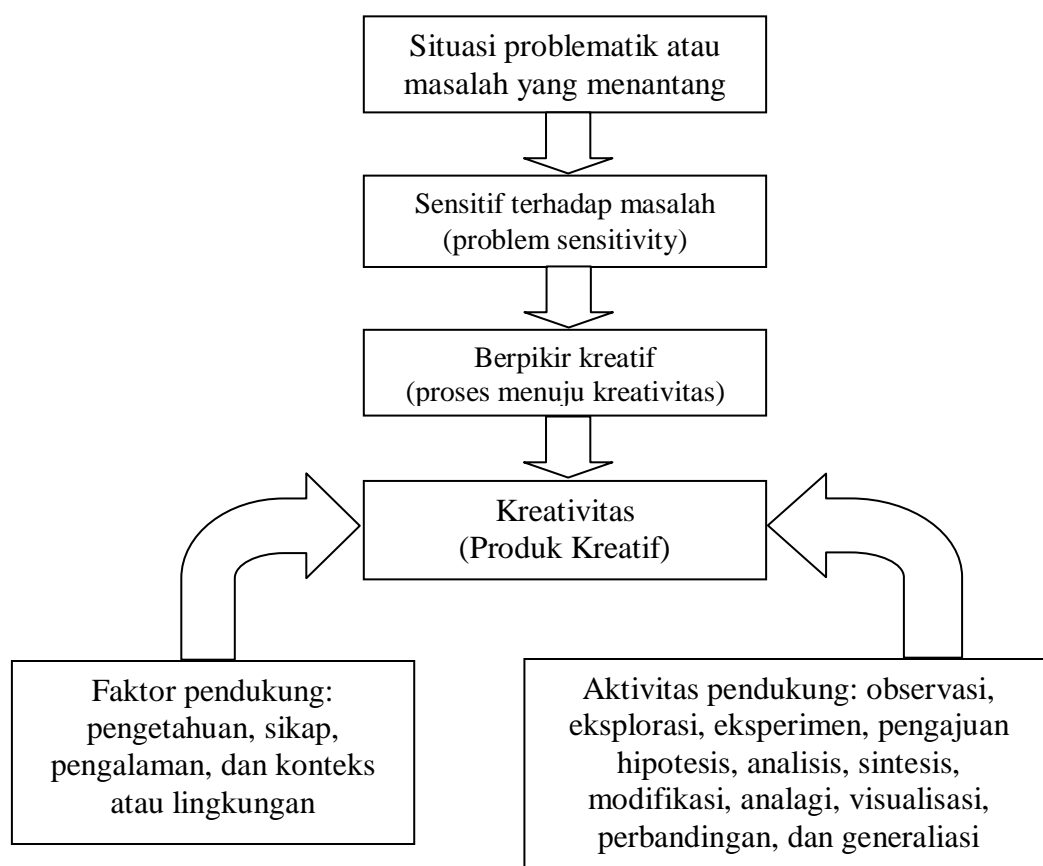 Situasi problematik atau
masalah yang menantang
Sensitif terhadap masalah
(problem sensitivity)
Berpikir kreatif
(proses menuju kreativitas)
Kreativitas
(Produk Kreatif)
Faktor pendukung:
pengetahuan, sikap,
pengalaman, dan konteks
atau lingkungan
Aktivitas pendukung: observasi,
eksplorasi, eksperimen, pengajuan
hipotesis, analisis, sintesis,
modifikasi, analagi, visualisasi,
perbandingan, dan generaliasi